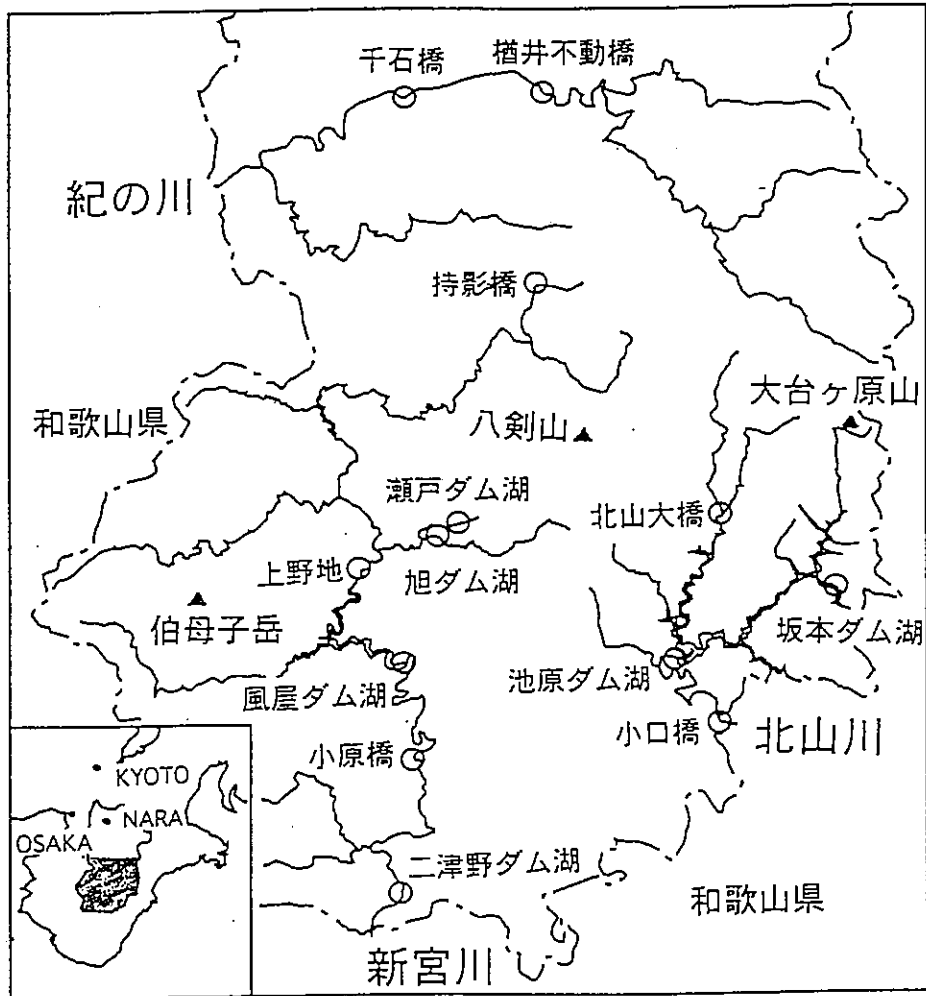 千石橋
楢井不動橋
紀の川
持影橋
大台ヶ原山
和歌山県
八剣山
瀬戸ダム湖
北山大橋
上野地
旭ダム湖
伯母子岳
坂本ダム湖
池原ダム湖
風屋ダム湖
小口橋
北山川
小原橋
KYOTO
NARA
OSAKA
二津野ダム湖
和歌山県
新宮川